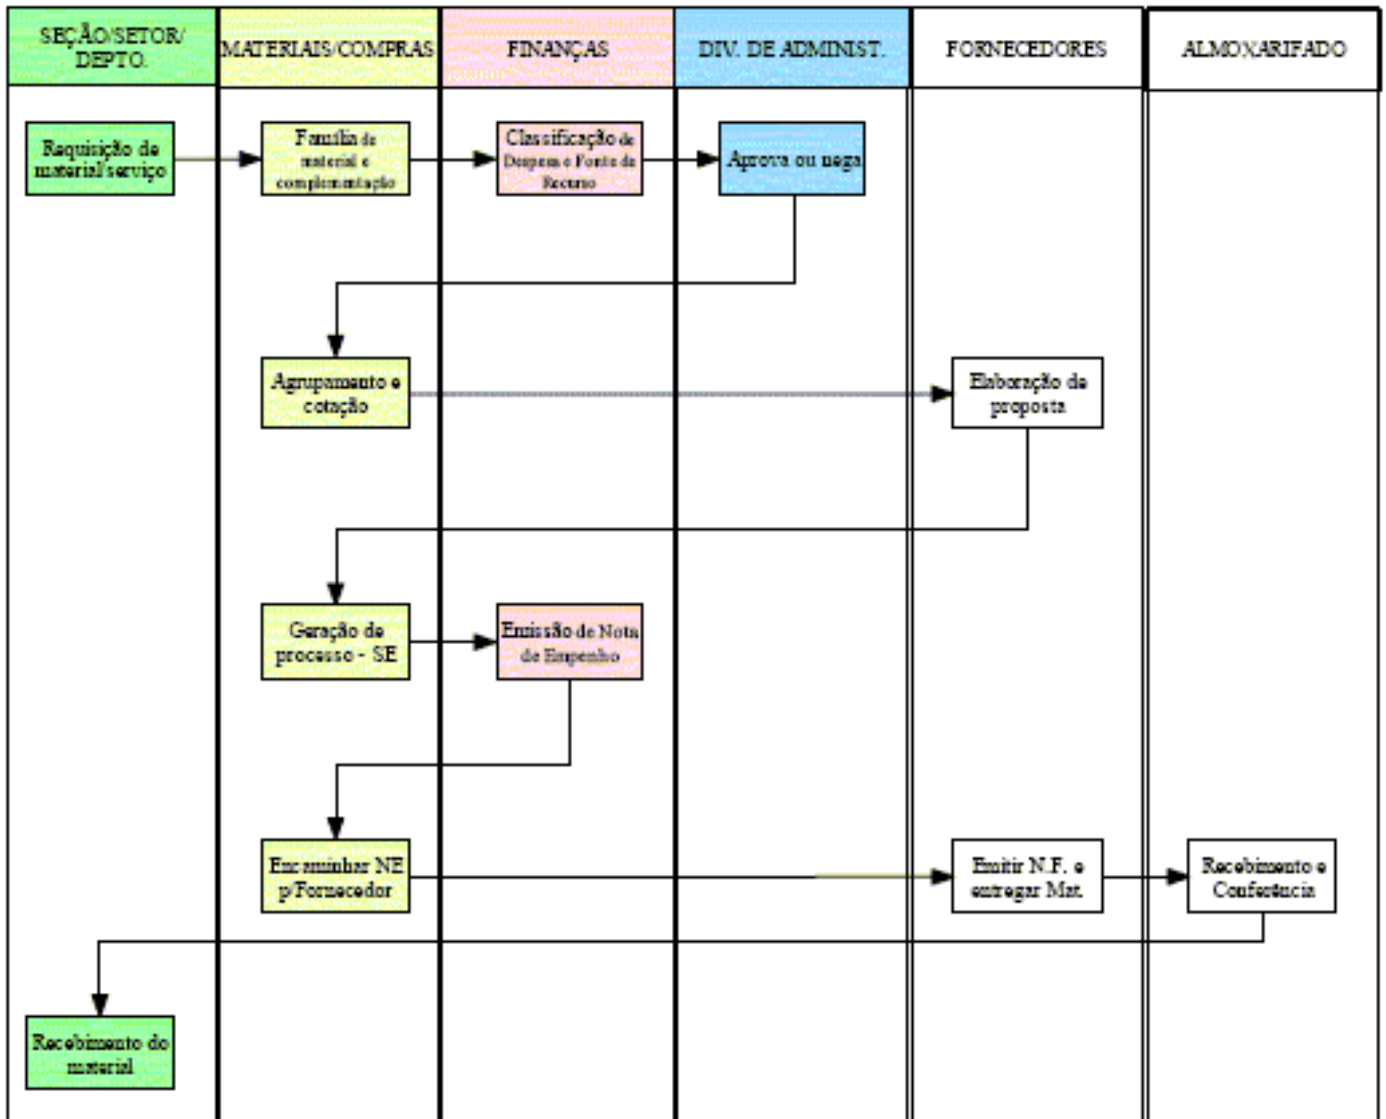 SEÇÃO/SETOR/
DEPTO.
MATERIAIS/COMPRAS
FINANÇAS
DIV. DE ADMINIST.
FORNECEDORES
ALMOXARIFADO
Requisição de
material/serviço
Família de
material e
complementação
Classificação de
Despesa e Fonte de
Recurso
Aprova ou nega
Agrupamento e
cotação
Elaboração de
proposta
Geração de
processo - SE
Emissão de Nota
de Empenho
Encaminhar NE
p/Fornecedor
Emitir N.F. e
entregar Mat.
Recebimento e
Conferência
Recebimento do
material